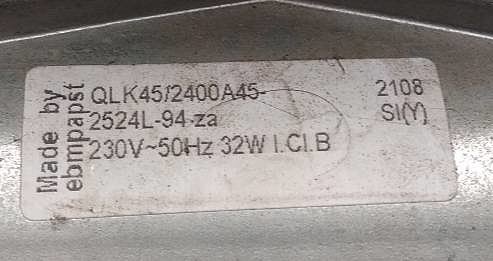 Made by
ebmpapst
QLK45/2400A45-
2524L-94 za
230V~50Hz 32W I.Cl.B
2108
SI(Y)